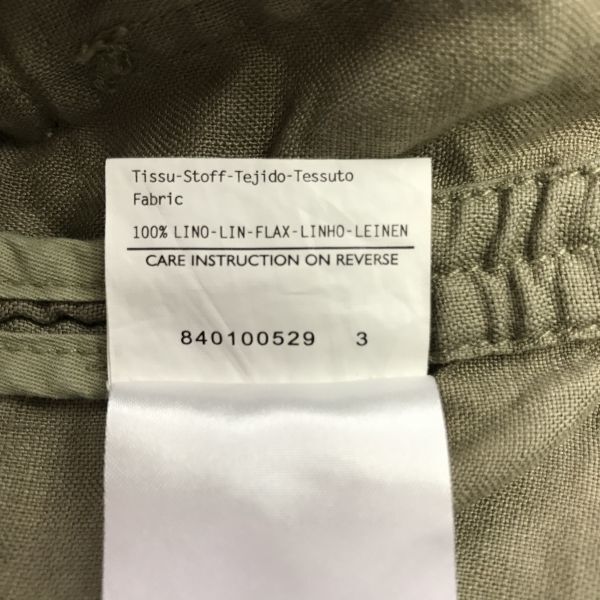 Tissu-Stoff-Tejido-Tessuto
Fabric
100% LINO-LIN-FLAX-LINHO-LEINEN
CARE INSTRUCTION ON REVERSE
840100529 3